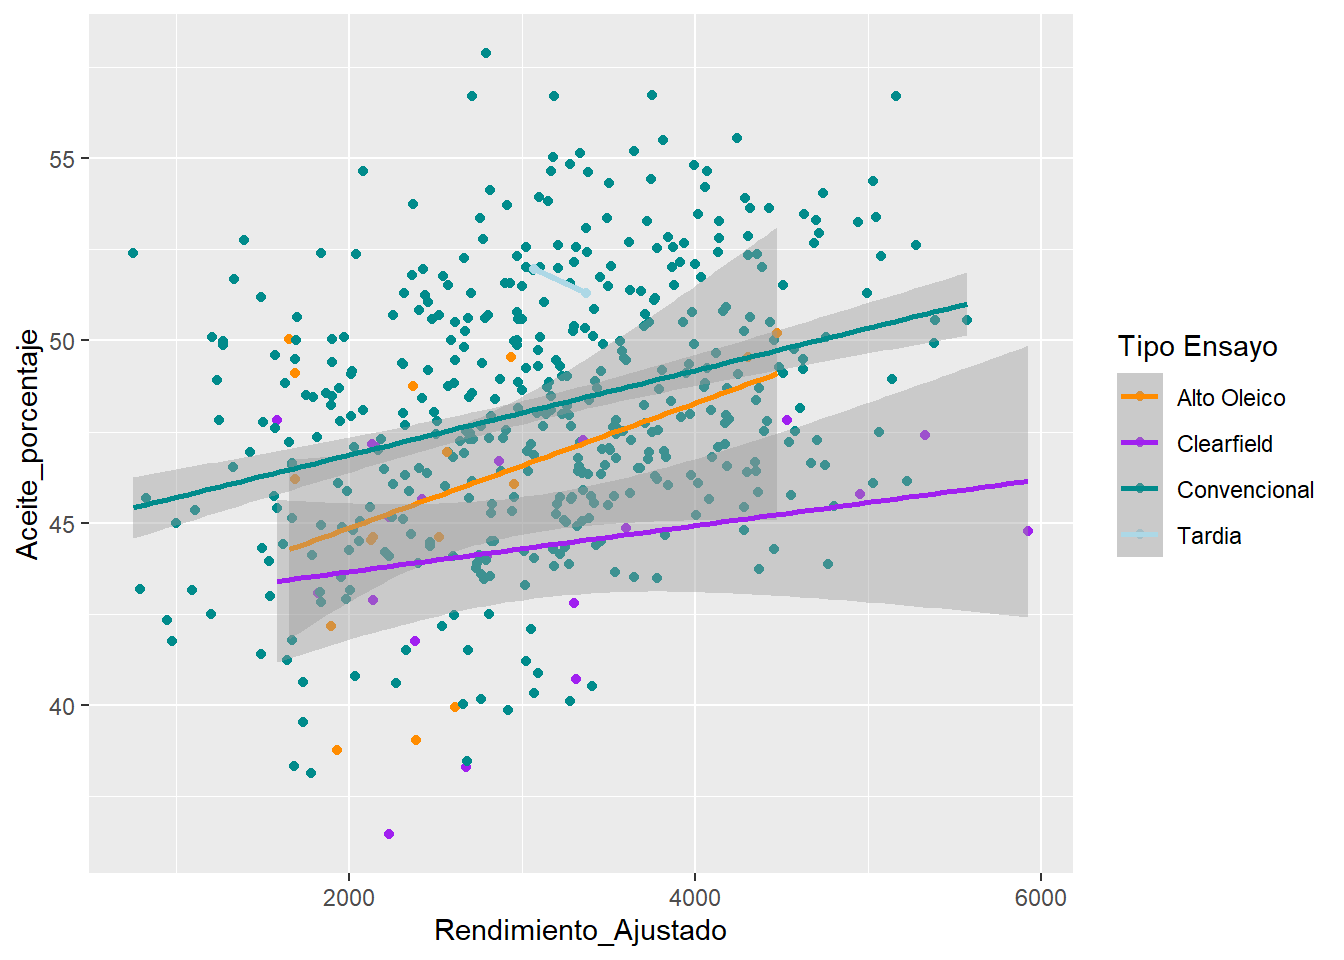 Aceite_porcentaje
55
50
45
40
2000
4000
6000
Rendimiento_Ajustado
Tipo Ensayo
Alto Oleico
Clearfield
Convencional
Tardia